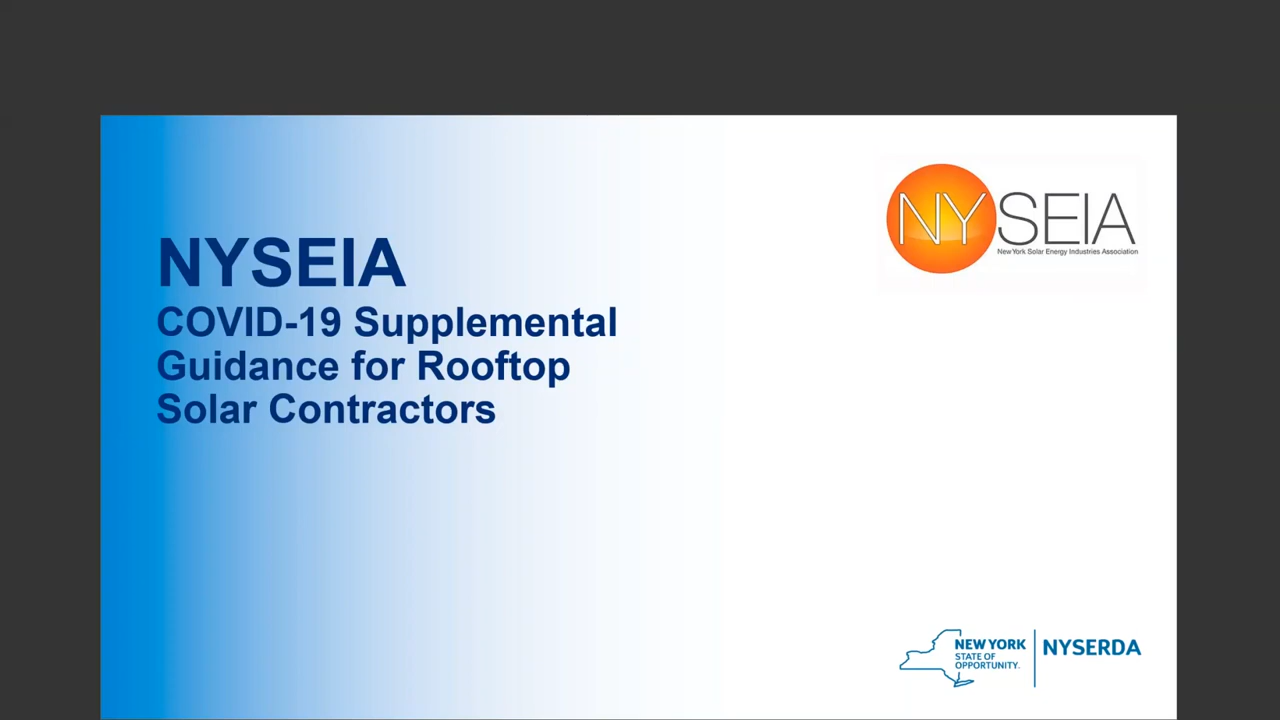 NYSEIA
New York Solar Energy Industries Association
NYSEIA
COVID-19 Supplemental
Guidance for Rooftop
Solar Contractors
NEW YORK
STATE OF
OPPORTUNITY.
NYSERDA